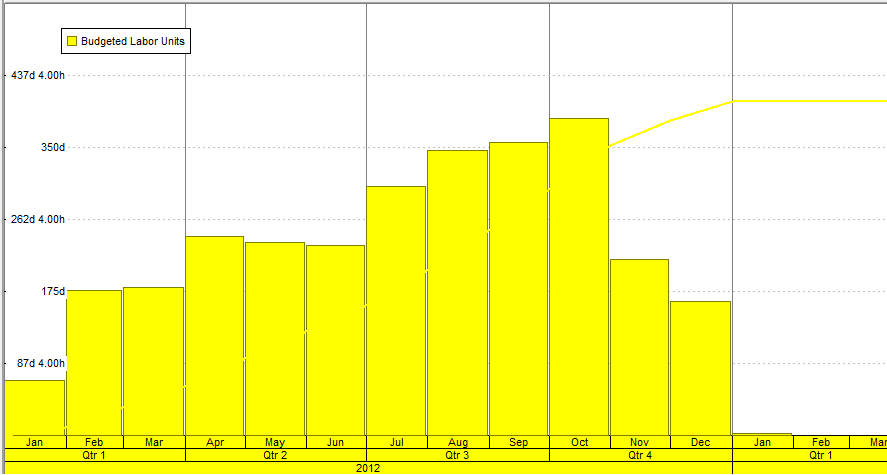 Budgeted Labor Units
437d 4.00h
350d
262d 4.00h
175d
87d 4.00h
Jan Feb Mar Apr May Jun Jul Aug Sep Oct Nov Dec Jan Feb Mar
Qtr 1 Qtr 2 Qtr 3 Qtr 4 Qtr 1
2012